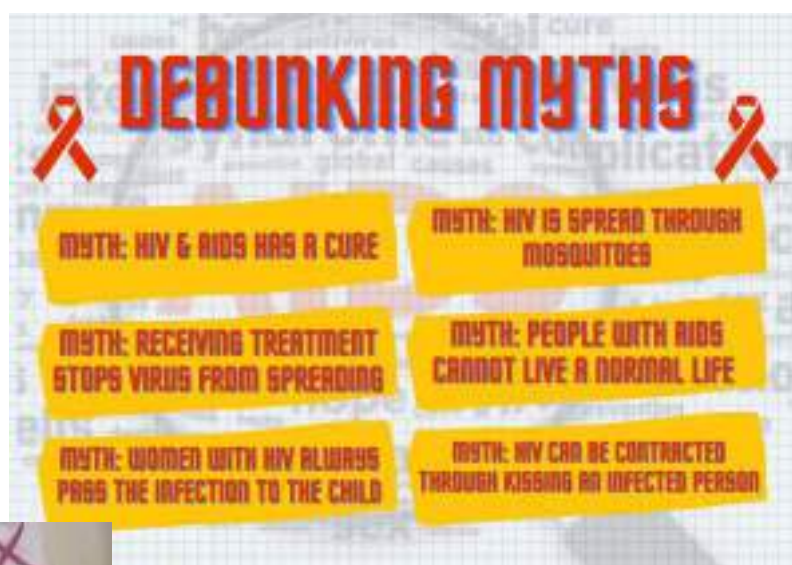 DEBUNKING MYTHS
MYTH: HIV & AIDS HAS A CURE
MYTH: HIV IS SPREAD THROUGH
MOSQUITOES
MYTH: RECEIVING TREATMENT
STOPS VIRUS FROM SPREADING
MYTH: PEOPLE WITH AIDS
CANNOT LIVE A NORMAL LIFE
MYTH: WOMEN WITH HIV ALWAYS
PASS THE INFECTION TO THE CHILD
MYTH: HIV CAN BE CONTRACTED
THROUGH KISSING AN INFECTED PERSON